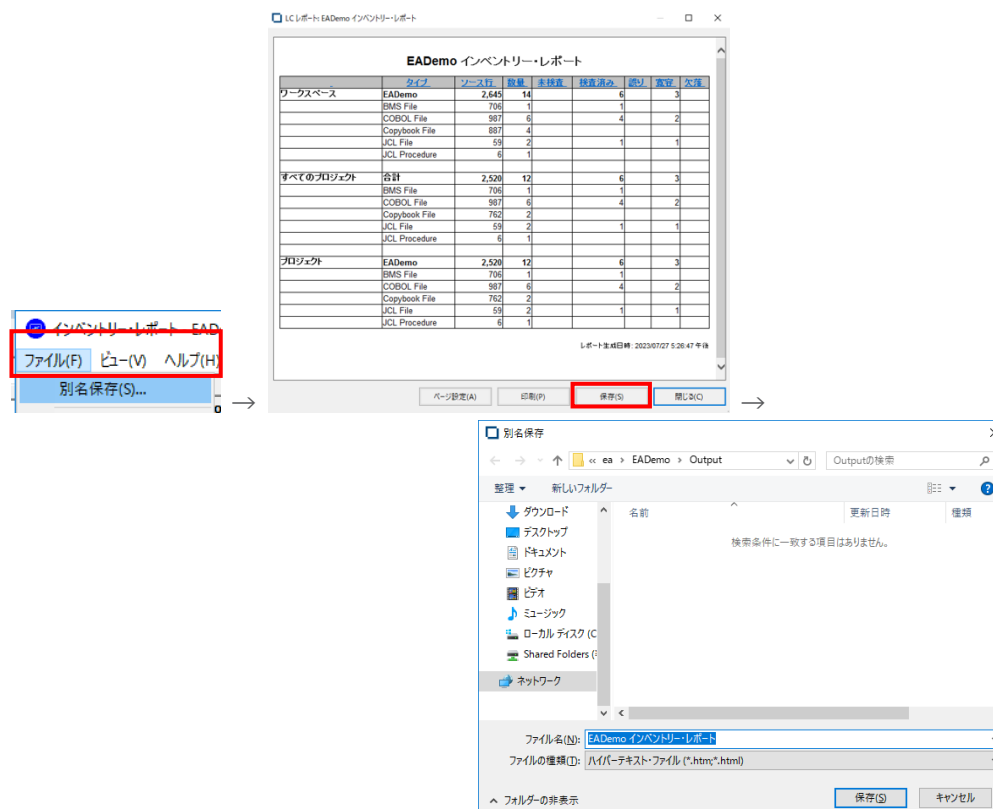 LC レポート: EADemo インベントリー・レポート
EADemo インベントリー・レポート
タイプ ソース行 数量 未検査 検査済み 誤り 寛容 欠落
ワークスペース EADemo 2,645 14 6 3
BMS File 706 1 1
COBOL File 987 6 4 2
Copybook File 887 4
JCL File 59 2 1 1
JCL Procedure 6 1
すべてのプロジェクト 合計 2,520 12 6 3
BMS File 706 1 1
COBOL File 987 6 4 2
Copybook File 762 2
JCL File 59 2 1 1
JCL Procedure 6 1
プロジェクト EADemo 2,520 12 6 3
BMS File 706 1 1
COBOL File 987 6 4 2
Copybook File 762 2
JCL File 59 2 1 1
JCL Procedure 6 1
レポート生成日時: 2023/07/27 5:26:47 午後
ページ設定(A) 印刷(P) 保存(S) 閉じる(C)
インベントリー・レポート EAD
ファイル(F) ビュー(V) ヘルプ(H)
別名保存(S)...
→ →
別名保存
« ea › EADemo › Output Outputの検索
整理 新しいフォルダー
名前 更新日時 種類
検索条件に一致する項目はありません。
ダウンロード
デスクトップ
ドキュメント
ピクチャ
ビデオ
ミュージック
ローカル ディスク (C
Shared Folders (
ネットワーク
ファイル名(N): EADemo インベントリー・レポート
ファイルの種類(T): ハイパーテキスト・ファイル (*.htm;*.html)
フォルダーの非表示 保存(S) キャンセル